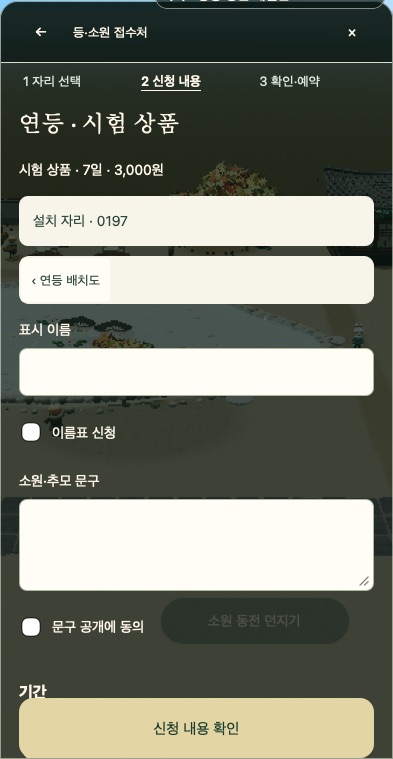 ← 등·소원 접수처 ×
1 자리 선택 2 신청 내용 3 확인·예약
연등 · 시험 상품
시험 상품 · 7일 · 3,000원
설치 자리 · 0197
‹ 연등 배치도
표시 이름
이름표 신청
소원·추모 문구
문구 공개에 동의
소원 동전 던지기
기간
신청 내용 확인